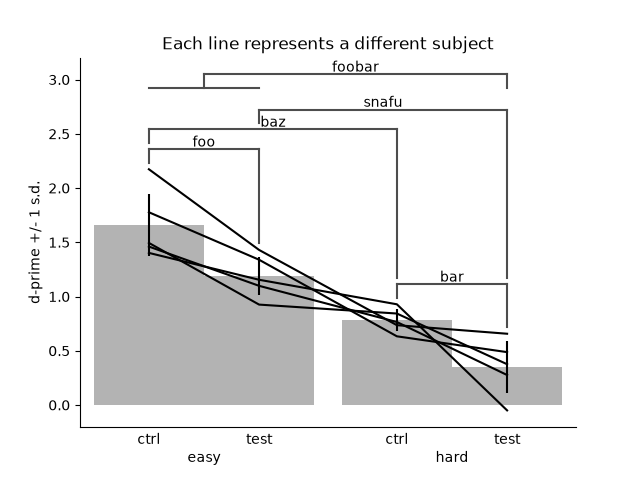 Each line represents a different subject
foobar
snafu
baz
foo
bar
d-prime +/- 1 s.d.
3.0
2.5
2.0
1.5
1.0
0.5
0.0
ctrl test ctrl test
easy hard